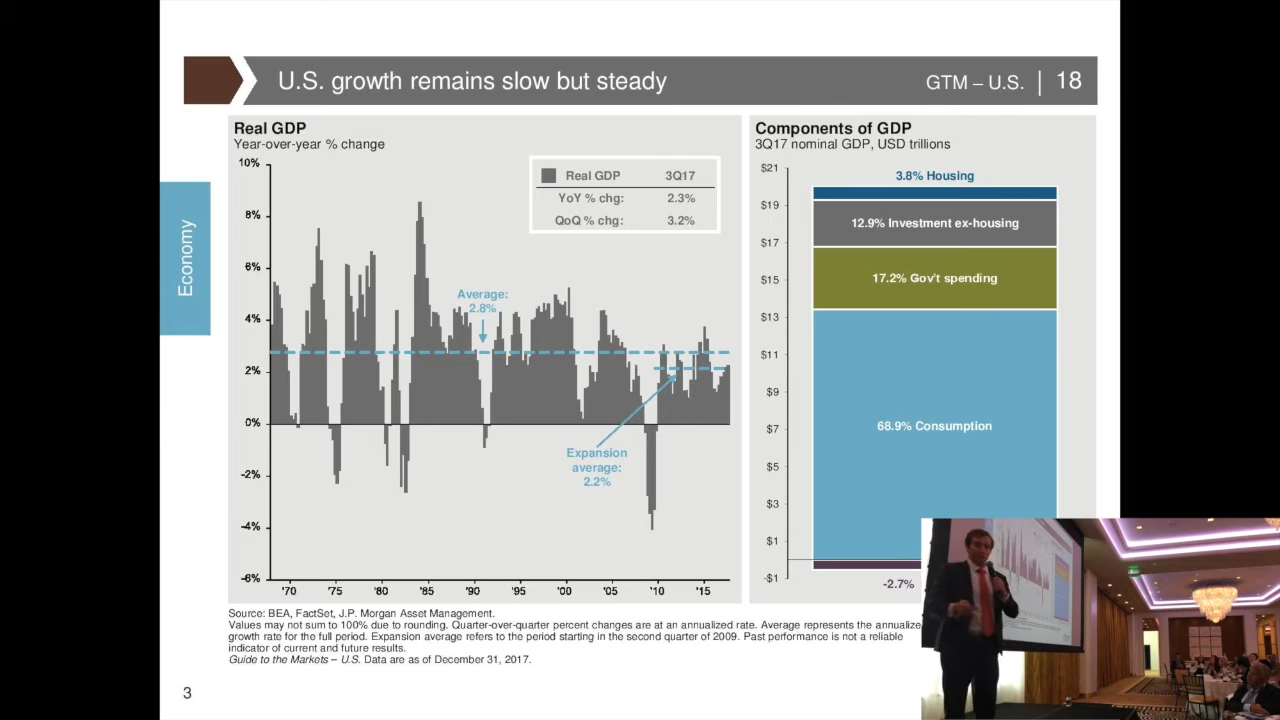 U.S. growth remains slow but steady
GTM – U.S. | 18
Economy
Real GDP
Year-over-year % change
10%
8%
6%
4%
2%
0%
-2%
-4%
-6%
'70 '75 '80 '85 '90 '95 '00 '05 '10 '15
Real GDP 3Q17
YoY % chg: 2.3%
QoQ % chg: 3.2%
Average:
2.8%
Expansion
average:
2.2%
Components of GDP
3Q17 nominal GDP, USD trillions
$21
$19
$17
$15
$13
$11
$9
$7
$5
$3
$1
-$1
3.8% Housing
12.9% Investment ex-housing
17.2% Gov't spending
68.9% Consumption
-2.7%
Source: BEA, FactSet, J.P. Morgan Asset Management.
Values may not sum to 100% due to rounding. Quarter-over-quarter percent changes are at an annualized rate. Average represents the annualize
growth rate for the full period. Expansion average refers to the period starting in the second quarter of 2009. Past performance is not a reliable
indicator of current and future results.
Guide to the Markets – U.S. Data are as of December 31, 2017.
3